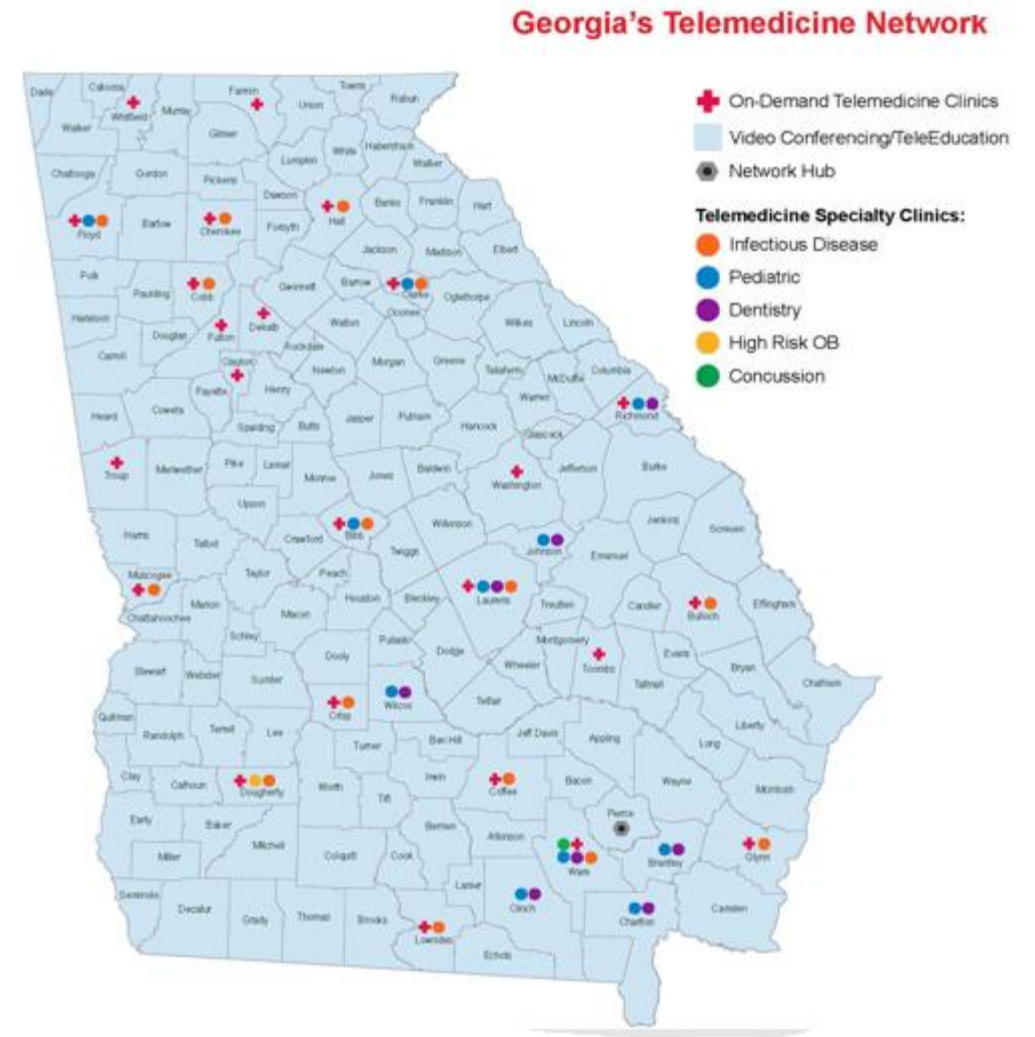 Georgia's Telemedicine Network
On-Demand Telemedicine Clinics
Video Conferencing/TeleEducation
Network Hub
Telemedicine Specialty Clinics:
Infectious Disease
Pediatric
Dentistry
High Risk OB
Concussion
Dade
Catoosa
Whitfield
Murray
Fannin
Union
Towns
Rabun
Walker
Gilmer
White
Habersham
Lumpkin
Walker
Chattooga
Gordon
Pickens
Dawson
Banks
Franklin
Hart
Hall
Floyd
Bartow
Cherokee
Forsyth
Jackson
Madison
Elbert
Polk
Paulding
Cobb
Gwinnett
Bartow
Clarke
Oconee
Oglethorpe
Haralson
Douglas
Fulton
Dekalb
Walton
Wilkes
Lincoln
Rockdale
Carroll
Clayton
Newton
Morgan
Greene
Taliaferro
McDuffie
Columbia
Fayette
Henry
Warren
Richmond
Heard
Coweta
Spalding
Butts
Jasper
Putnam
Hancock
Glascock
Troup
Meriwether
Pike
Lamar
Monroe
Jones
Baldwin
Washington
Jefferson
Burke
Upson
Bibb
Wilkinson
Jenkins
Screven
Harris
Talbot
Crawford
Twiggs
Johnson
Emanuel
Muscogee
Taylor
Peach
Chattahoochee
Marion
Macon
Houston
Bleckley
Laurens
Treutlen
Candler
Bulloch
Effingham
Schley
Pulaski
Montgomery
Toombs
Evans
Bryan
Stewart
Webster
Sumter
Dooly
Dodge
Wheeler
Tattnall
Chatham
Quitman
Randolph
Terrell
Lee
Crisp
Wilcox
Telfair
Liberty
Long
Turner
Ben Hill
Jeff Davis
Appling
Clay
Calhoun
Dougherty
Worth
Tift
Irwin
Coffee
Bacon
Wayne
McIntosh
Early
Baker
Mitchell
Berrien
Atkinson
Pierce
Miller
Colquitt
Cook
Ware
Brantley
Glynn
Seminole
Decatur
Grady
Thomas
Brooks
Lanier
Clinch
Charlton
Camden
Lowndes
Echols